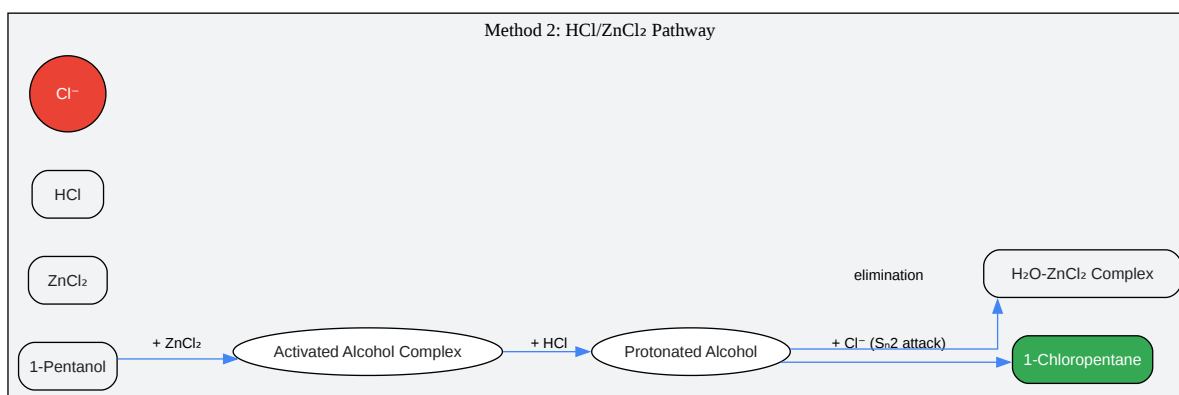 Method 2: HCl/ZnCl₂ Pathway
Cl⁻
HCl
ZnCl₂
elimination
H₂O-ZnCl₂ Complex
1-Pentanol
+ ZnCl₂
Activated Alcohol Complex
+ HCl
Protonated Alcohol
+ Cl⁻ (Sₙ2 attack)
1-Chloropentane